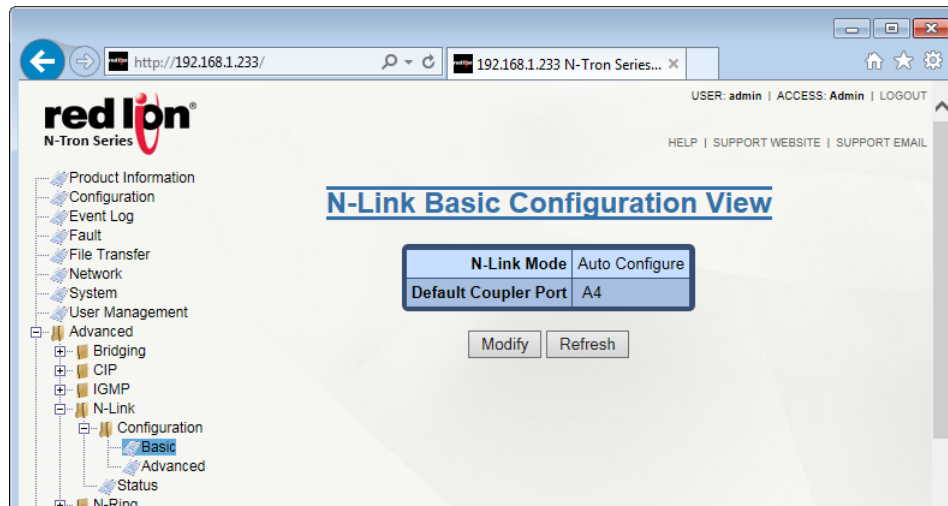 http://192.168.1.233/
192.168.1.233 N-Tron Series...
red lion®
N-Tron Series
USER: admin | ACCESS: Admin | LOGOUT
HELP | SUPPORT WEBSITE | SUPPORT EMAIL
Product Information
Configuration
Event Log
Fault
File Transfer
Network
System
User Management
Advanced
Bridging
CIP
IGMP
N-Link
Configuration
Basic
Advanced
Status
N-Ring
N-Link Basic Configuration View
N-Link Mode Auto Configure
Default Coupler Port A4
Modify Refresh